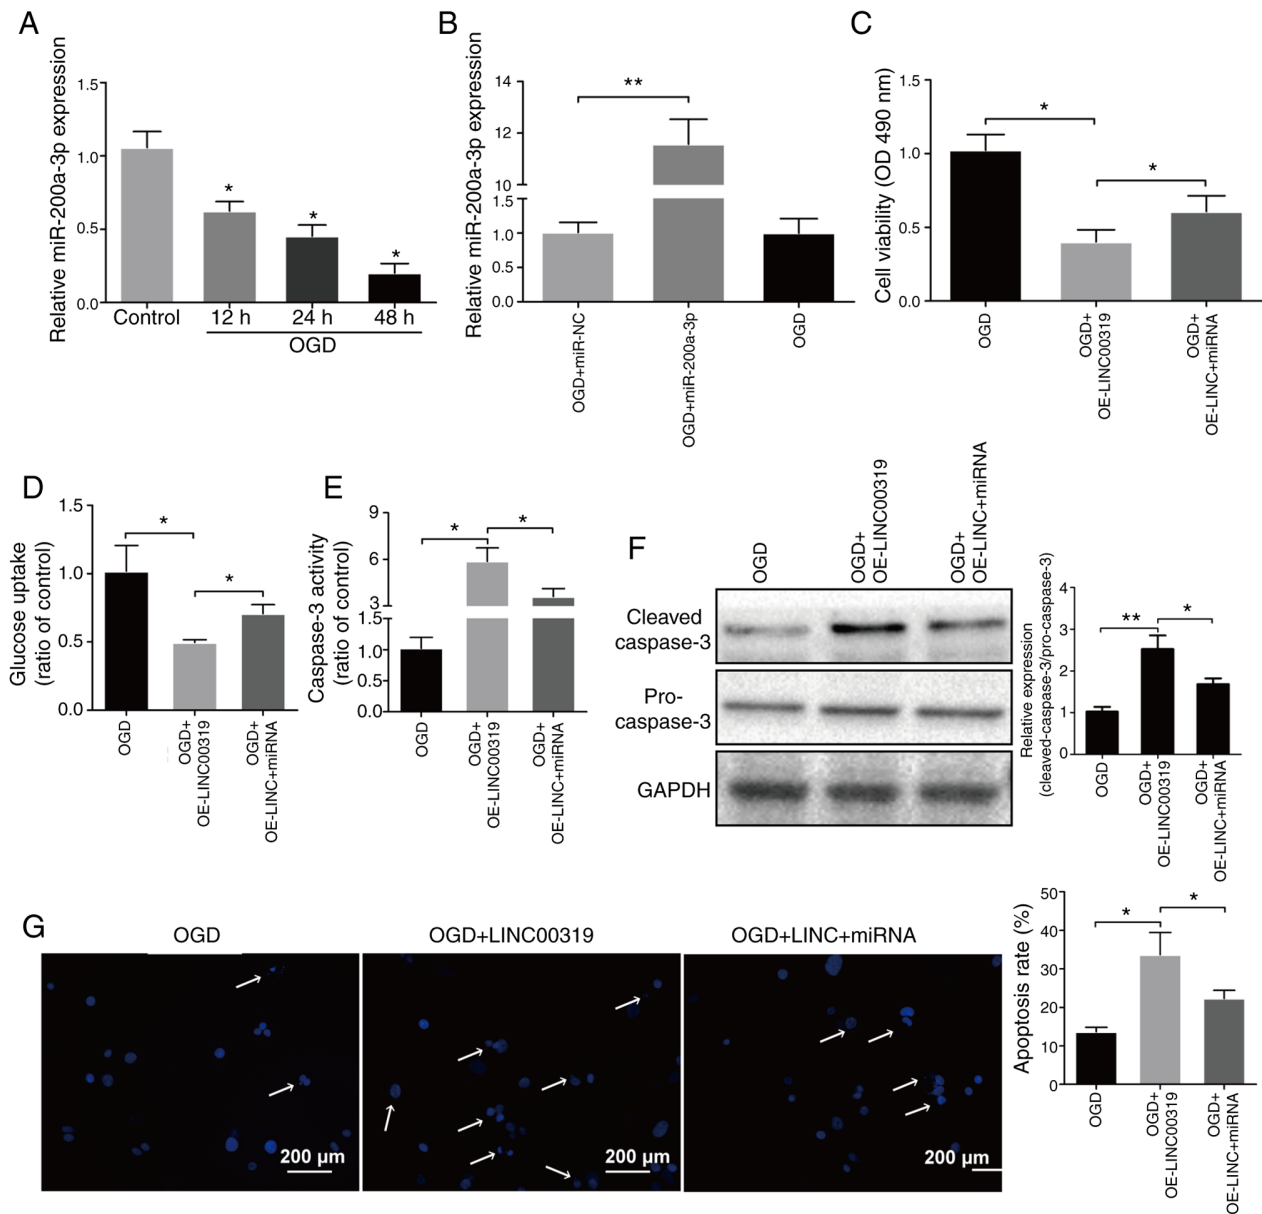 A
Relative miR-200a-3p expression
1.5
1.0
0.5
0.0
*
*
*
Control
12 h
24 h
48 h
OGD
B
Relative miR-200a-3p expression
14
12
10
1.5
1.0
0.5
0.0
**
OGD+miR-NC
OGD+miR-200a-3p
OGD
C
Cell viability (OD 490 nm)
1.5
1.0
0.5
0.0
*
*
OGD
OGD+
OE-LINC00319
OGD+
OE-LINC+miRNA
D
Glucose uptake
(ratio of control)
1.5
1.0
0.5
0.0
*
*
OGD
OGD+
OE-LINC00319
OGD+
OE-LINC+miRNA
E
Caspase-3 activity
(ratio of control)
9
6
3
1.5
1.0
0.5
0.0
*
*
OGD
OGD+
OE-LINC00319
OGD+
OE-LINC+miRNA
F
OGD
OGD+
OE-LINC00319
OGD+
OE-LINC+miRNA
Cleaved
caspase-3
Pro-
caspase-3
GAPDH
Relative expression
(cleaved-caspase-3/pro-caspase-3)
4
3
2
1
0
**
*
OGD
OGD+
OE-LINC00319
OGD+
OE-LINC+miRNA
G
OGD
OGD+LINC00319
OGD+LINC+miRNA
200 µm
200 µm
200 µm
Apoptosis rate (%)
50
40
30
20
10
0
*
*
OGD
OGD+
OE-LINC00319
OGD+
OE-LINC+miRNA